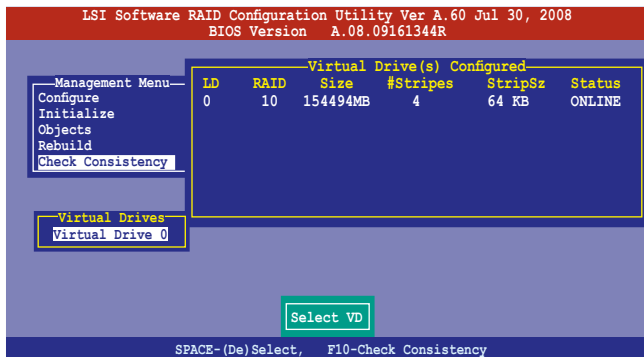 LSI Software RAID Configuration Utility Ver A.60 Jul 30, 2008
BIOS Version A.08.09161344R
Virtual Drive(s) Configured
LD RAID Size #Stripes StripSz Status
0 10 154494MB 4 64 KB ONLINE
Management Menu
Configure
Initialize
Objects
Rebuild
Check Consistency
Virtual Drives
Virtual Drive 0
Select VD
SPACE-(De)Select, F10-Check Consistency